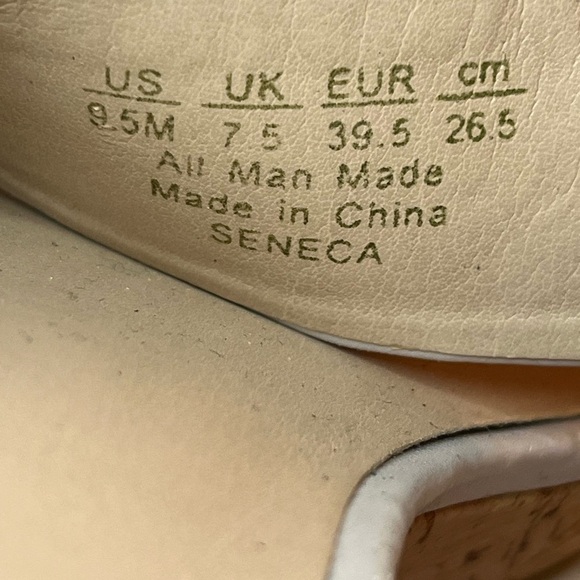 US UK EUR cm
9.5M 7.5 39.5 26.5
All Man Made
Made in China
SENECA